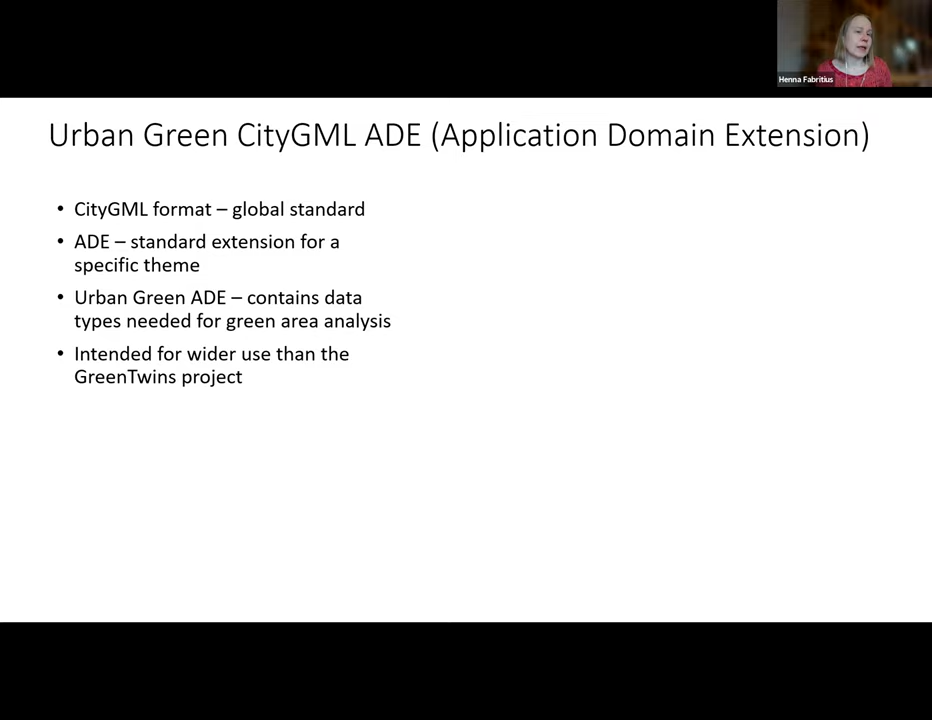 Henna Fabritius
Urban Green CityGML ADE (Application Domain Extension)
• CityGML format – global standard
• ADE – standard extension for a
specific theme
• Urban Green ADE – contains data
types needed for green area analysis
• Intended for wider use than the
GreenTwins project